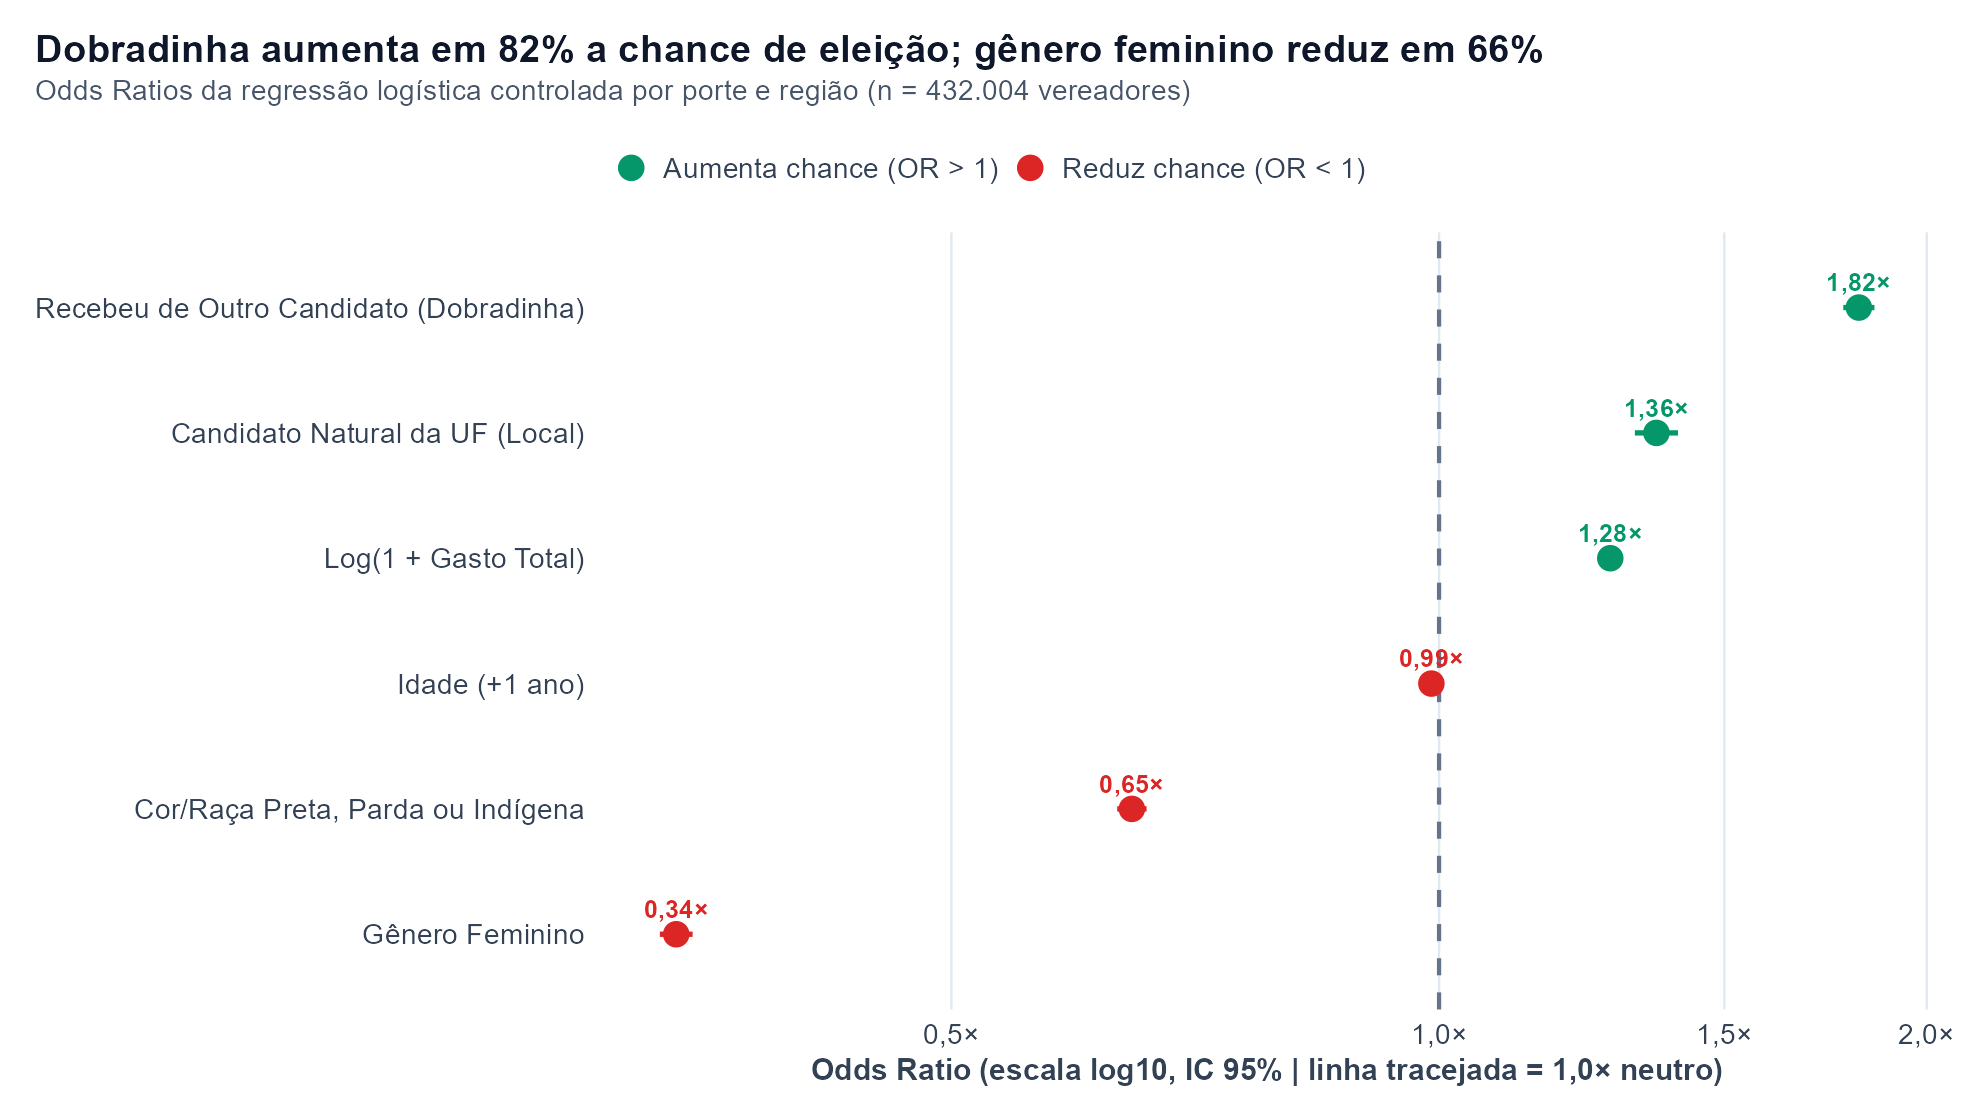 Dobradinha aumenta em 82% a chance de eleição; gênero feminino reduz em 66%
Odds Ratios da regressão logística controlada por porte e região (n = 432.004 vereadores)
Aumenta chance (OR > 1)
Reduz chance (OR < 1)
Recebeu de Outro Candidato (Dobradinha)
1,82×
Candidato Natural da UF (Local)
1,36×
Log(1 + Gasto Total)
1,28×
Idade (+1 ano)
0,99×
Cor/Raça Preta, Parda ou Indígena
0,65×
Gênero Feminino
0,34×
0,5×
1,0×
1,5×
2,0×
Odds Ratio (escala log10, IC 95% | linha tracejada = 1,0× neutro)